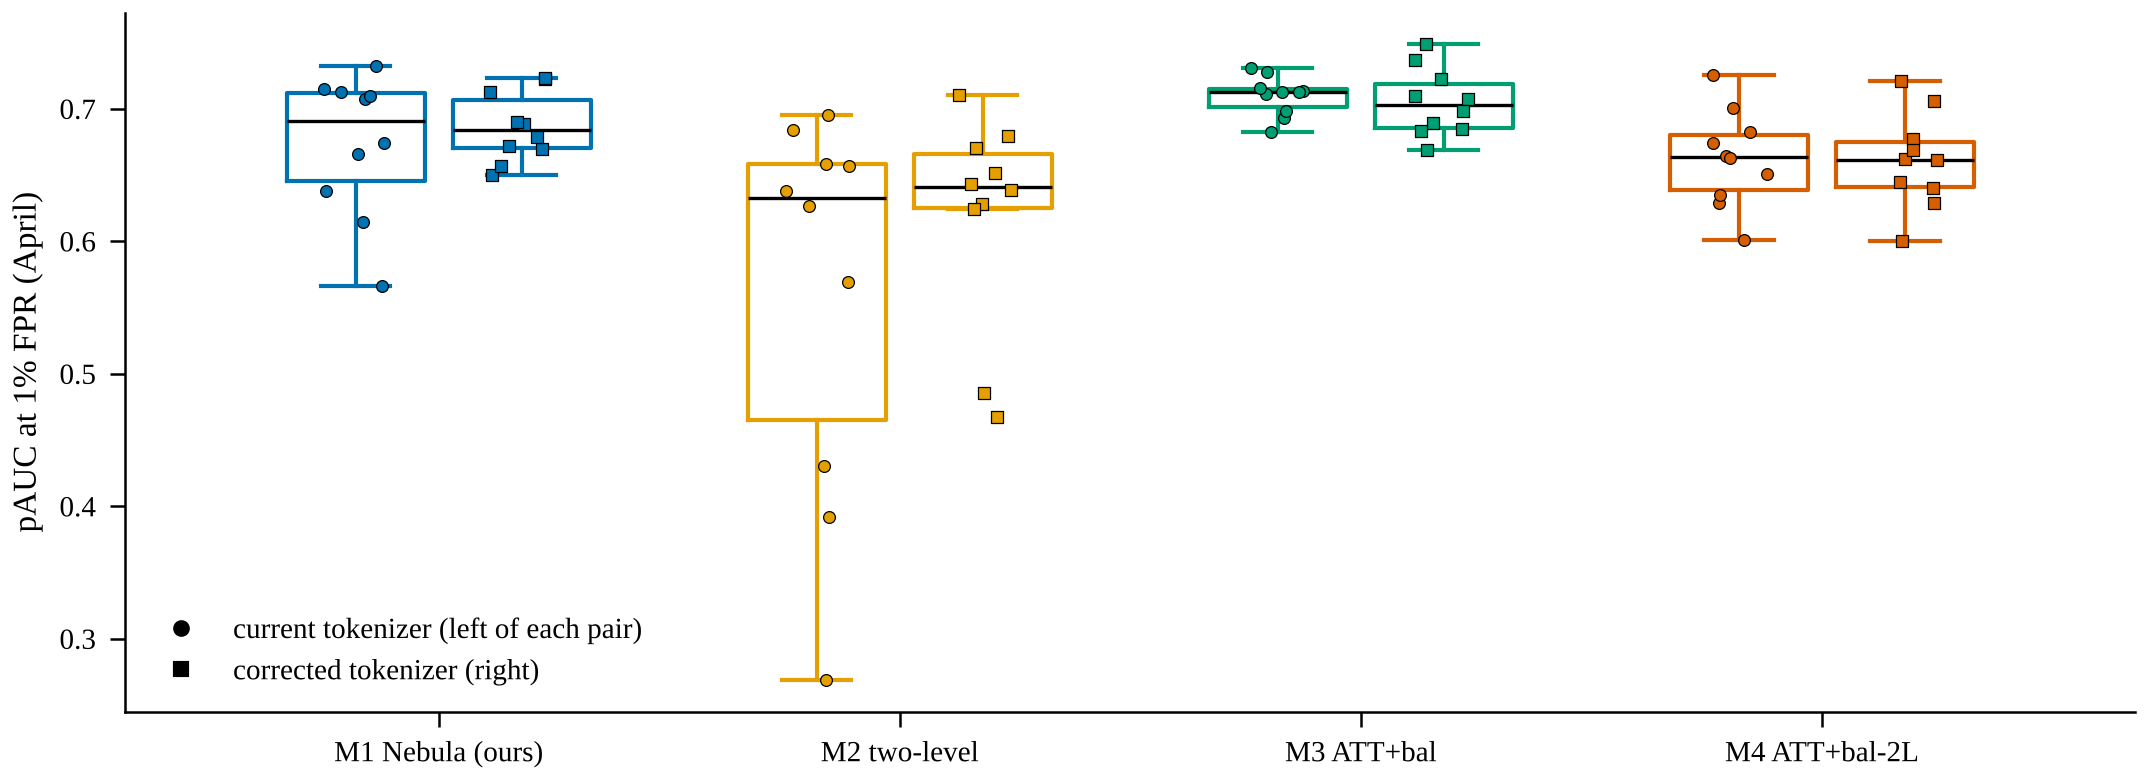 pAUC at 1% FPR (April)
0.7
0.6
0.5
0.4
0.3
current tokenizer (left of each pair)
corrected tokenizer (right)
M1 Nebula (ours)
M2 two-level
M3 ATT+bal
M4 ATT+bal-2L